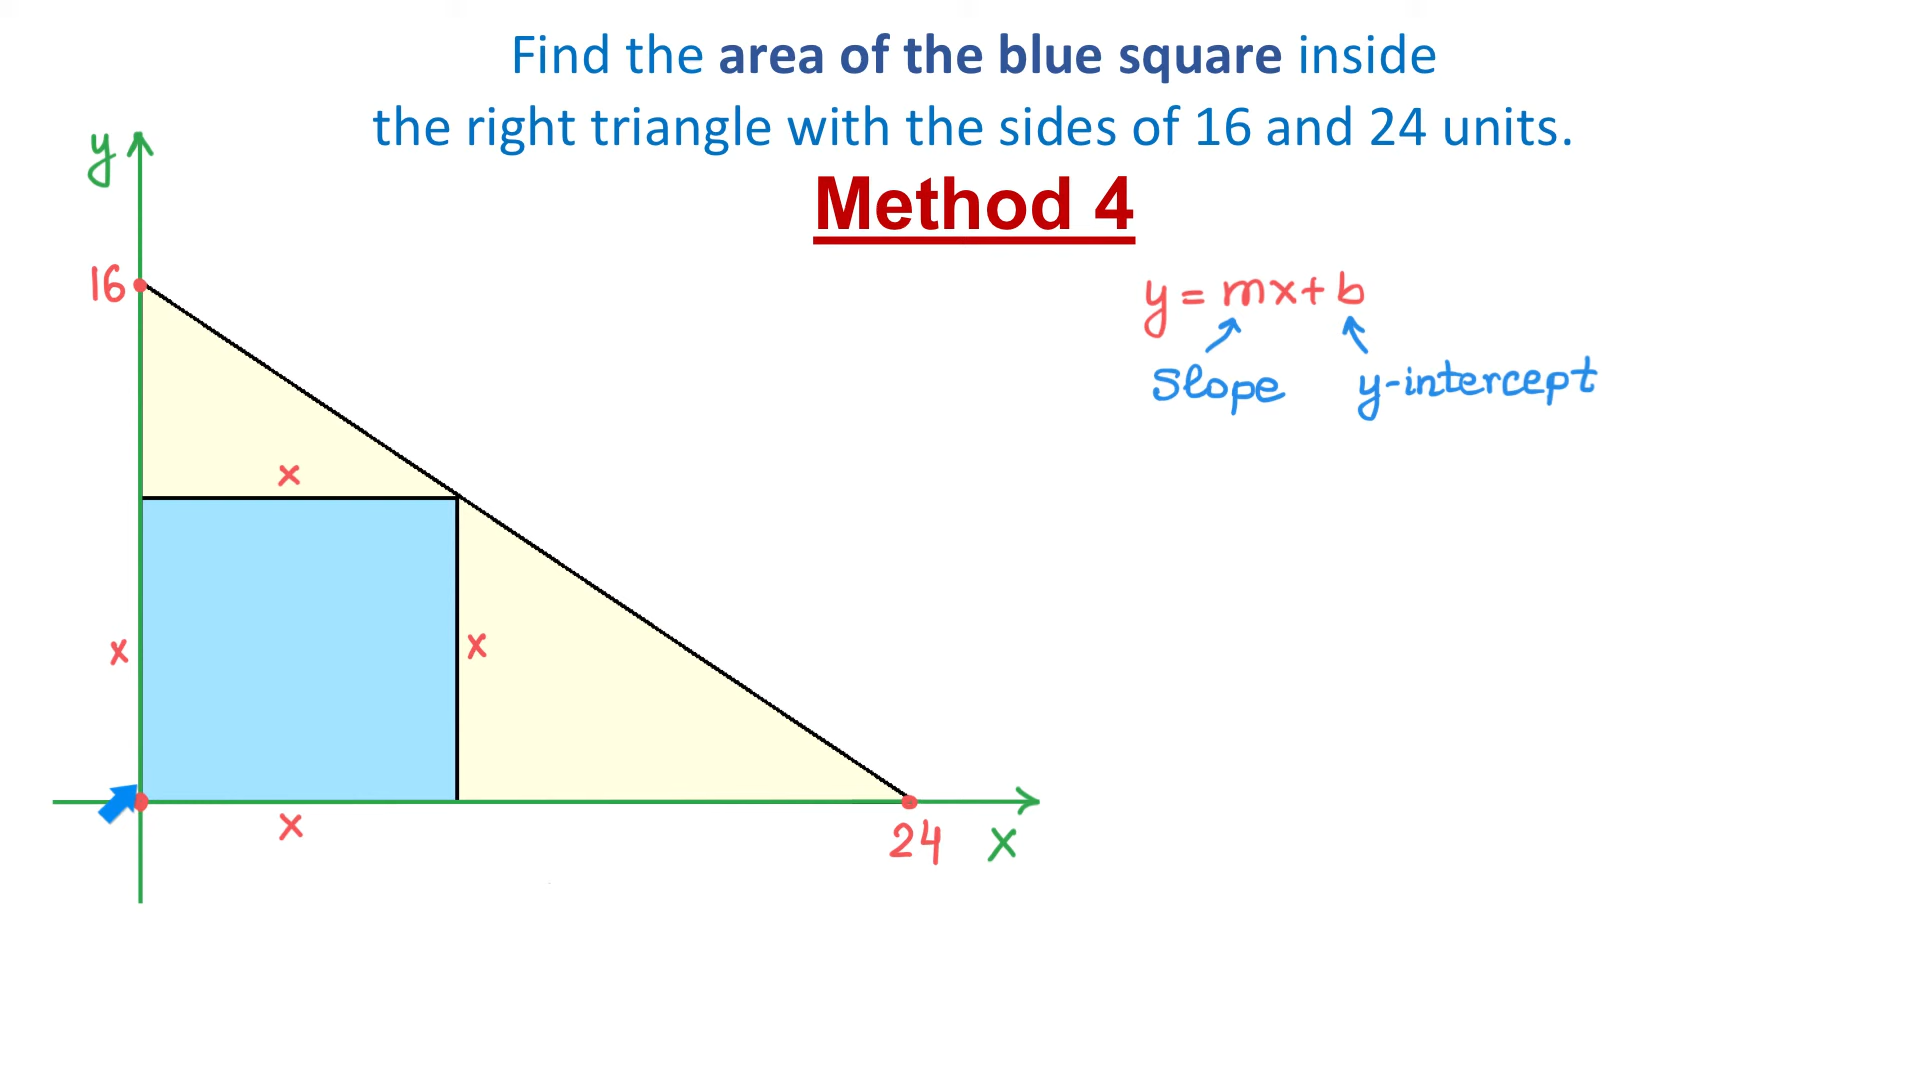 Find the area of the blue square inside
the right triangle with the sides of 16 and 24 units.
Method 4
y
16
y = mx+b
slope
y-intercept
x
x
x
x
24
x